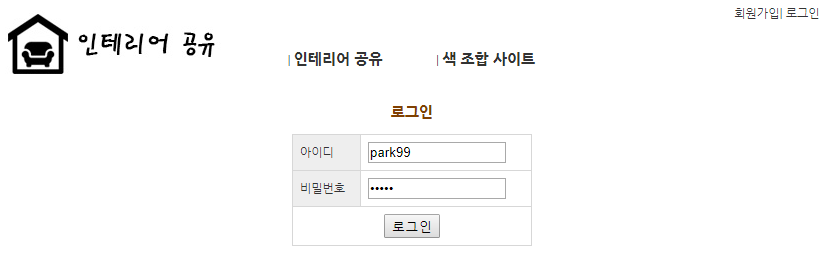 회원가입| 로그인
인테리어 공유
| 인테리어 공유 | 색 조합 사이트
로그인
아이디 park99
비밀번호 •••••
로그인